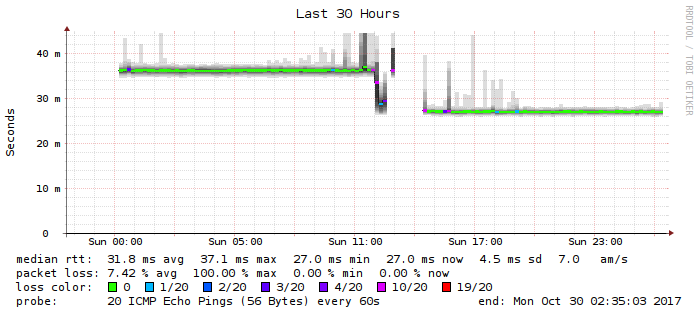 Last 30 Hours
RRDTOOL / TOBI OETIKER
Seconds
40 m
30 m
20 m
10 m
0
Sun 00:00 Sun 05:00 Sun 11:00 Sun 17:00 Sun 23:00
median rtt: 31.8 ms avg 37.1 ms max 27.0 ms min 27.0 ms now 4.5 ms sd 7.0 am/s
packet loss: 7.42 % avg 100.00 % max 0.00 % min 0.00 % now
loss color: 0 1/20 2/20 3/20 4/20 10/20 19/20
probe: 20 ICMP Echo Pings (56 Bytes) every 60s end: Mon Oct 30 02:35:03 2017